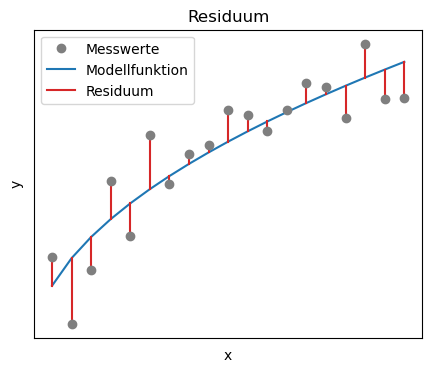 Residuum
Messwerte
Modellfunktion
Residuum
y
x